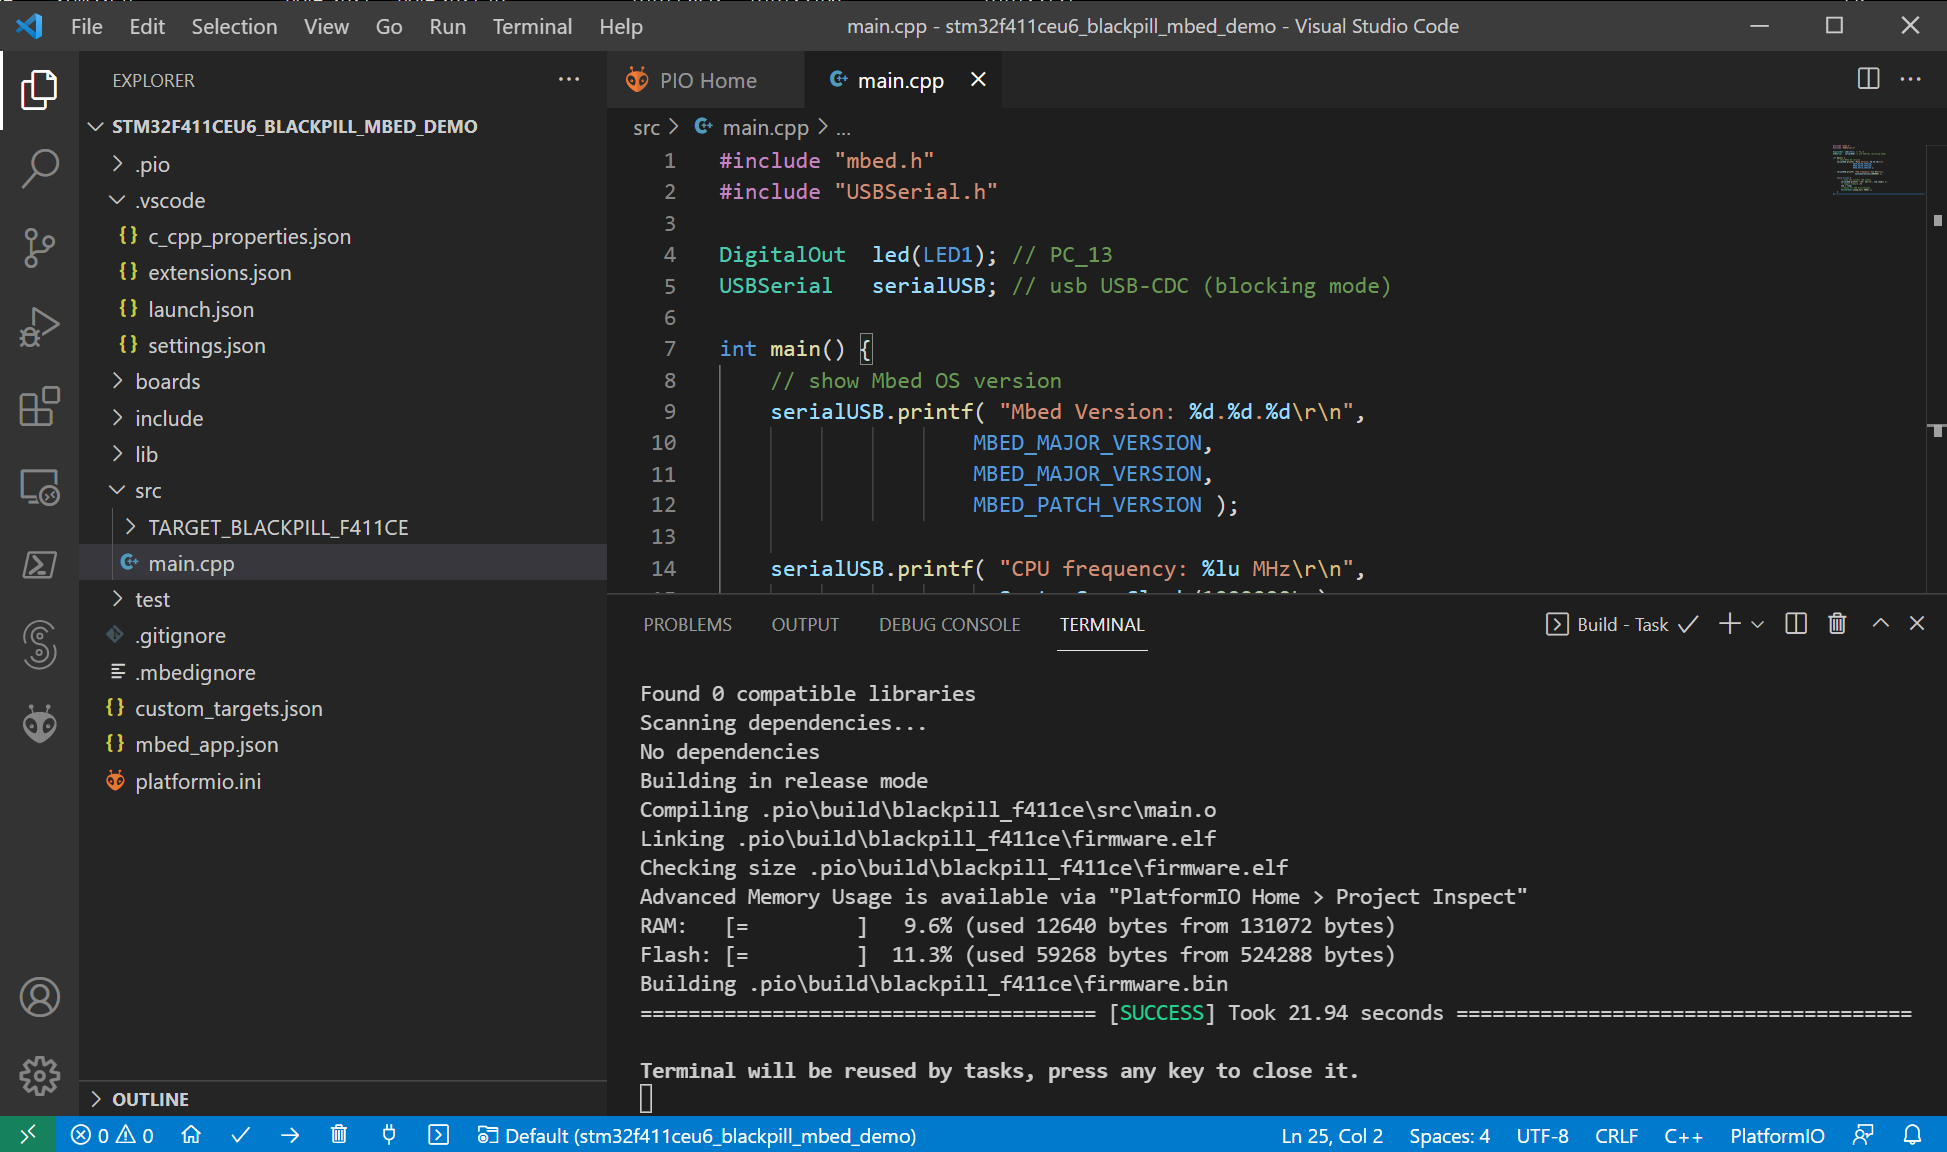 File Edit Selection View Go Run Terminal Help
main.cpp - stm32f411ceu6_blackpill_mbed_demo - Visual Studio Code
EXPLORER
STM32F411CEU6_BLACKPILL_MBED_DEMO
.pio
.vscode
{} c_cpp_properties.json
{} extensions.json
{} launch.json
{} settings.json
boards
include
lib
src
TARGET_BLACKPILL_F411CE
main.cpp
test
.gitignore
.mbedignore
{} custom_targets.json
{} mbed_app.json
platformio.ini
OUTLINE
PIO Home
main.cpp
src > main.cpp > ...
1 #include "mbed.h"
2 #include "USBSerial.h"
3
4 DigitalOut  led(LED1); // PC_13
5 USBSerial   serialUSB; // usb USB-CDC (blocking mode)
6
7 int main() {
8     // show Mbed OS version
9     serialUSB.printf( "Mbed Version: %d.%d.%d\r\n",
10                     MBED_MAJOR_VERSION,
11                     MBED_MAJOR_VERSION,
12                     MBED_PATCH_VERSION );
13
14     serialUSB.printf( "CPU frequency: %lu MHz\r\n",
PROBLEMS OUTPUT DEBUG CONSOLE TERMINAL
Build - Task
Found 0 compatible libraries
Scanning dependencies...
No dependencies
Building in release mode
Compiling .pio\build\blackpill_f411ce\src\main.o
Linking .pio\build\blackpill_f411ce\firmware.elf
Checking size .pio\build\blackpill_f411ce\firmware.elf
Advanced Memory Usage is available via "PlatformIO Home > Project Inspect"
RAM:   [=         ]   9.6% (used 12640 bytes from 131072 bytes)
Flash: [=         ]  11.3% (used 59268 bytes from 524288 bytes)
Building .pio\build\blackpill_f411ce\firmware.bin
====================================== [SUCCESS] Took 21.94 seconds ======================================
Terminal will be reused by tasks, press any key to close it.
0 0 Default (stm32f411ceu6_blackpill_mbed_demo) Ln 25, Col 2 Spaces: 4 UTF-8 CRLF C++ PlatformIO